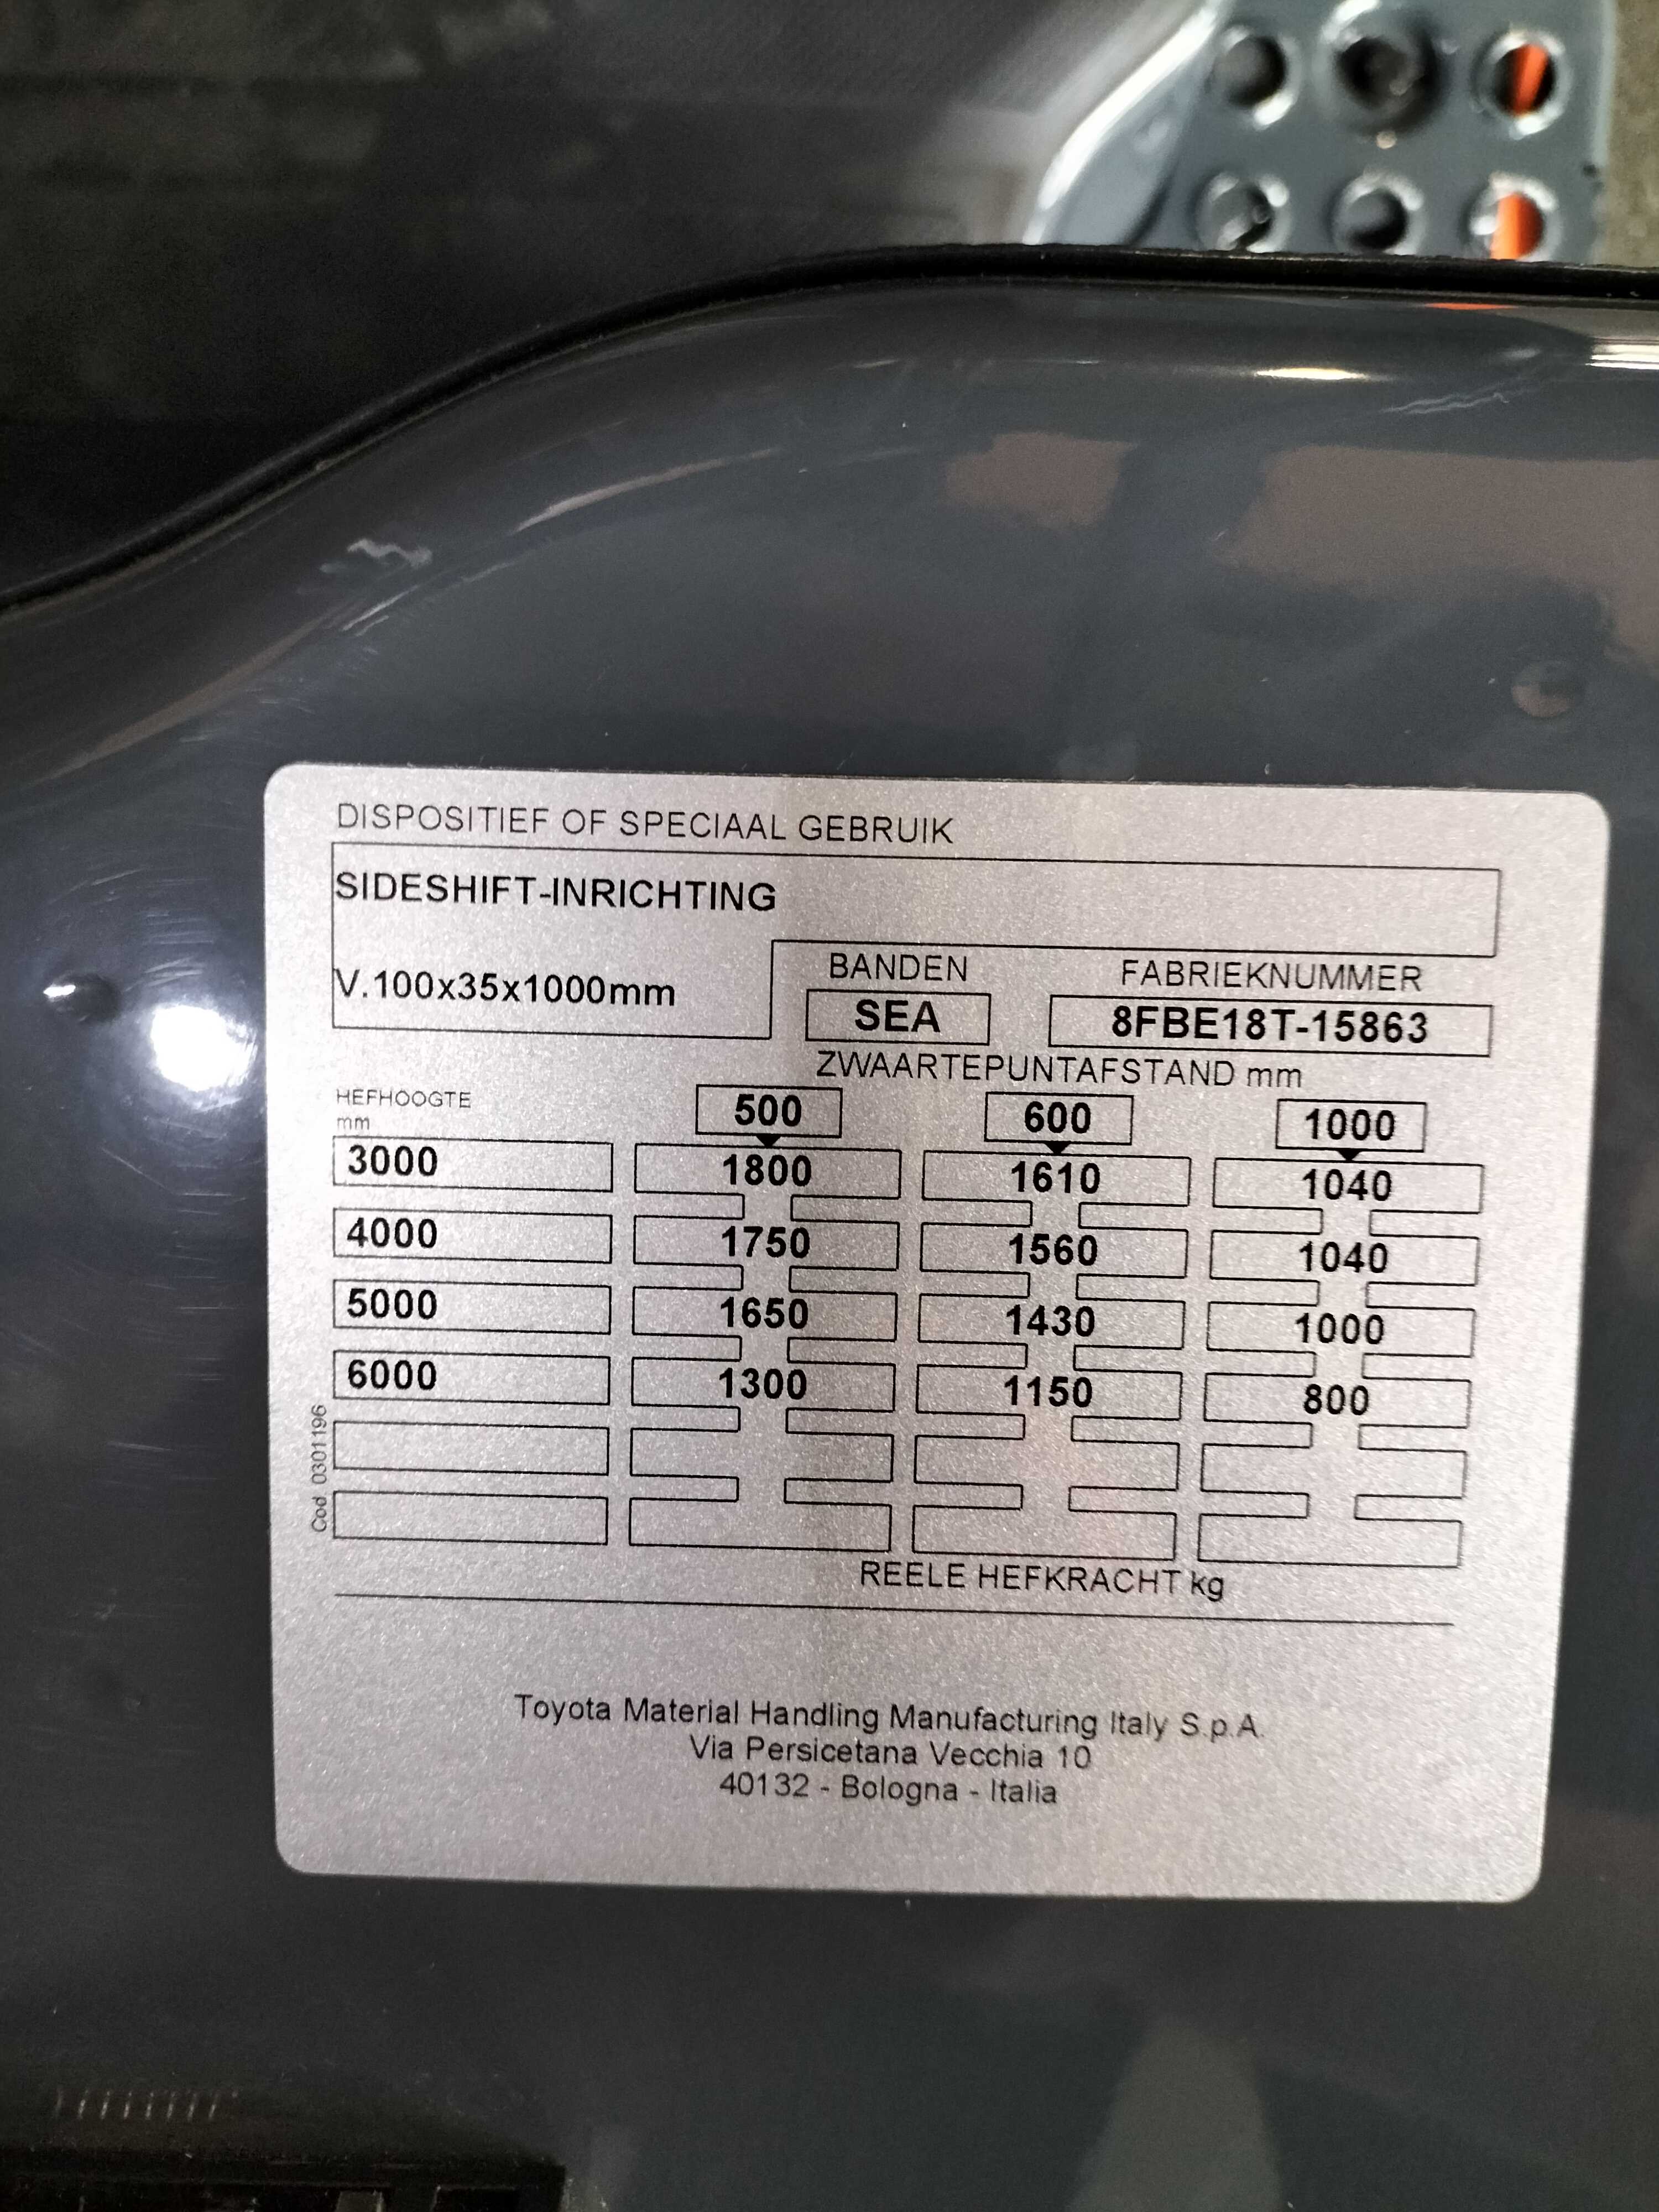 DISPOSITIEF OF SPECIAAL GEBRUIK
SIDESHIFT-INRICHTING
V.100x35x1000mm
BANDEN FABRIEKNUMMER
SEA 8FBE18T-15863
ZWAARTEPUNTAFSTAND mm
HEFHOOGTE
mm
500 600 1000
3000 1800 1610 1040
4000 1750 1560 1040
5000 1650 1430 1000
6000 1300 1150 800
Cod 0301196
REELE HEFKRACHT kg
Toyota Material Handling Manufacturing Italy S.p.A.
Via Persicetana Vecchia 10
40132 - Bologna - Italia